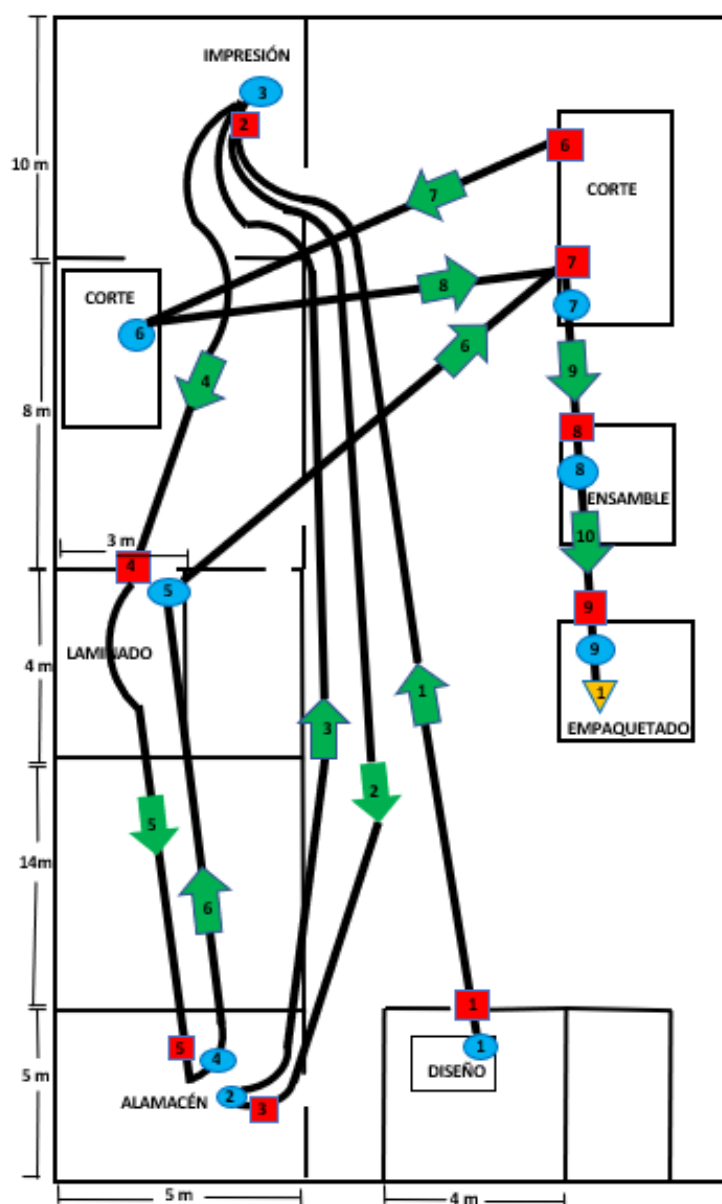 IMPRESIÓN
3
2
6
10 m
7
CORTE
7
CORTE
8
7
6
6
9
4
8 m
8
8
ENSAMBLE
3 m
10
4
5
9
LAMINADO
9
4 m
1
1
3
EMPAQUETADO
2
5
14m
6
1
5
4
1
5 m
DISEÑO
ALAMACÉN
2
3
5 m
4 m